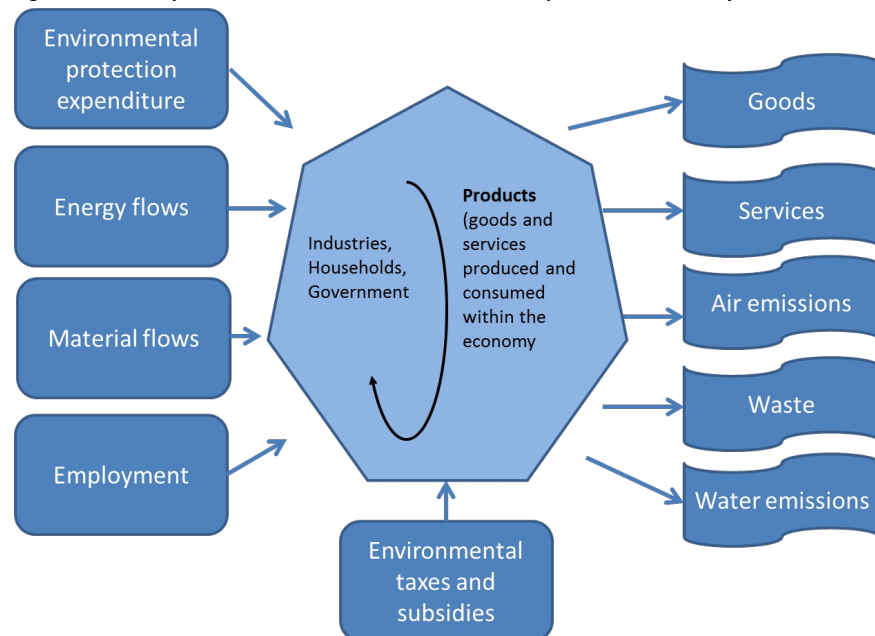 Environmental
protection
expenditure
Energy flows
Material flows
Employment
Industries,
Households,
Government
Products
(goods and
services
produced and
consumed
within the
economy
Environmental
taxes and
subsidies
Goods
Services
Air emissions
Waste
Water emissions